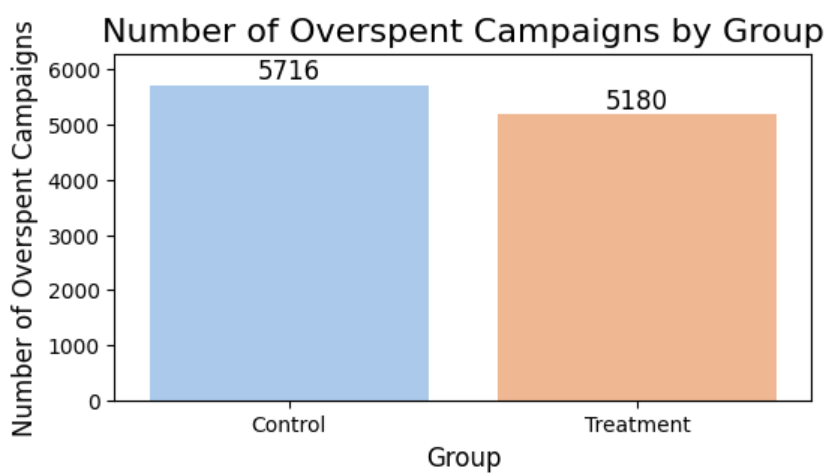 Number of Overspent Campaigns by Group
Number of Overspent Campaigns
6000
5000
4000
3000
2000
1000
0
5716
5180
Control
Treatment
Group